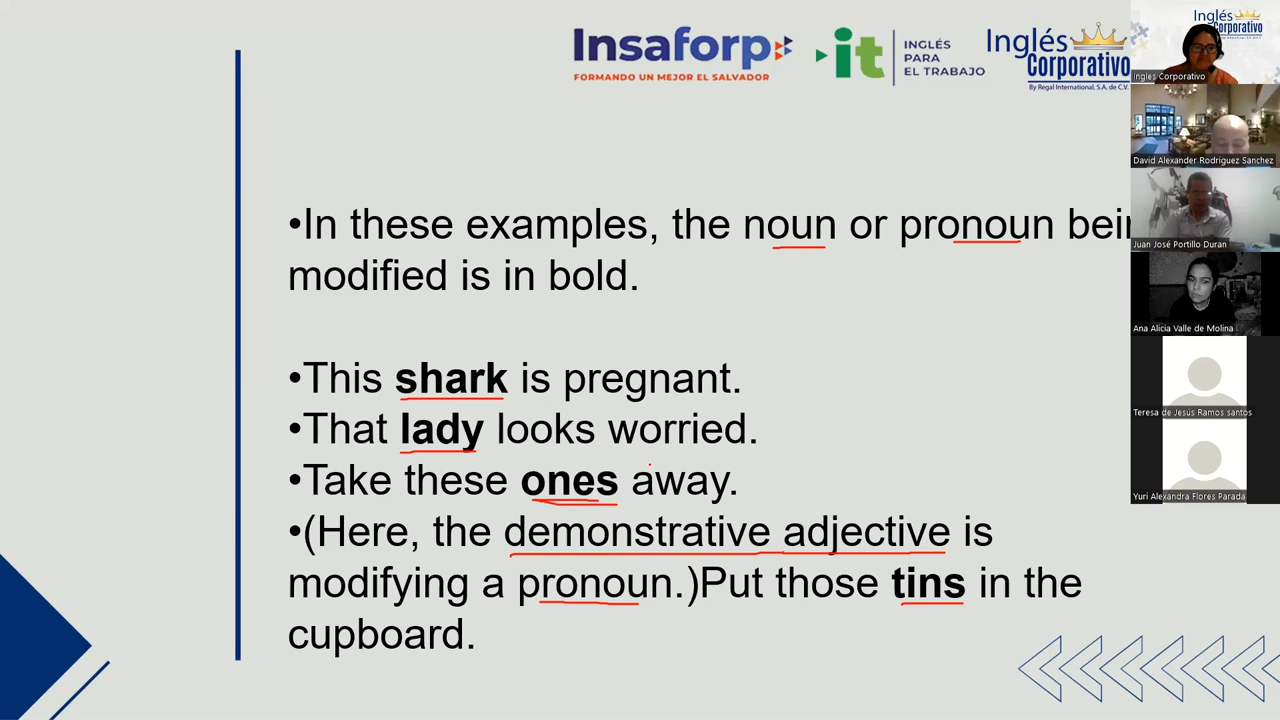 Insaforp
FORMANDO UN MEJOR EL SALVADOR
it
INGLÉS
PARA
EL TRABAJO
Inglés
Corporativo
By Regal International, S.A. de C.V.
•In these examples, the noun or pronoun bein
modified is in bold.
•This shark is pregnant.
•That lady looks worried.
•Take these ones away.
•(Here, the demonstrative adjective is
modifying a pronoun.)Put those tins in the
cupboard.
Inglés
Corporativo
Ingles Corporativo
David Alexander Rodriguez Sanchez
Juan José Portillo Duran
Ana Alicia Valle de Molina
Teresa de Jesús Ramos santos
Yuri Alexandra Flores Parada